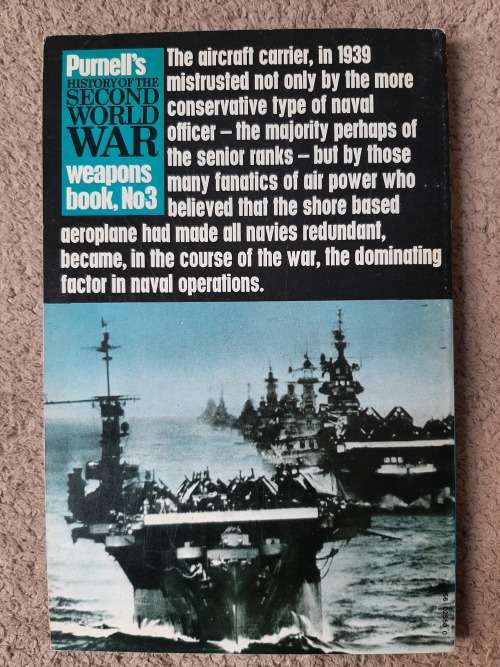 Purnell's
HISTORY OF THE
SECOND
WORLD
WAR
weapons
book, No3
The aircraft carrier, in 1939
mistrusted not only by the more
conservative type of naval
officer – the majority perhaps of
the senior ranks – but by those
many fanatics of air power who
believed that the shore based
aeroplane had made all navies redundant,
became, in the course of the war, the dominating
factor in naval operations.